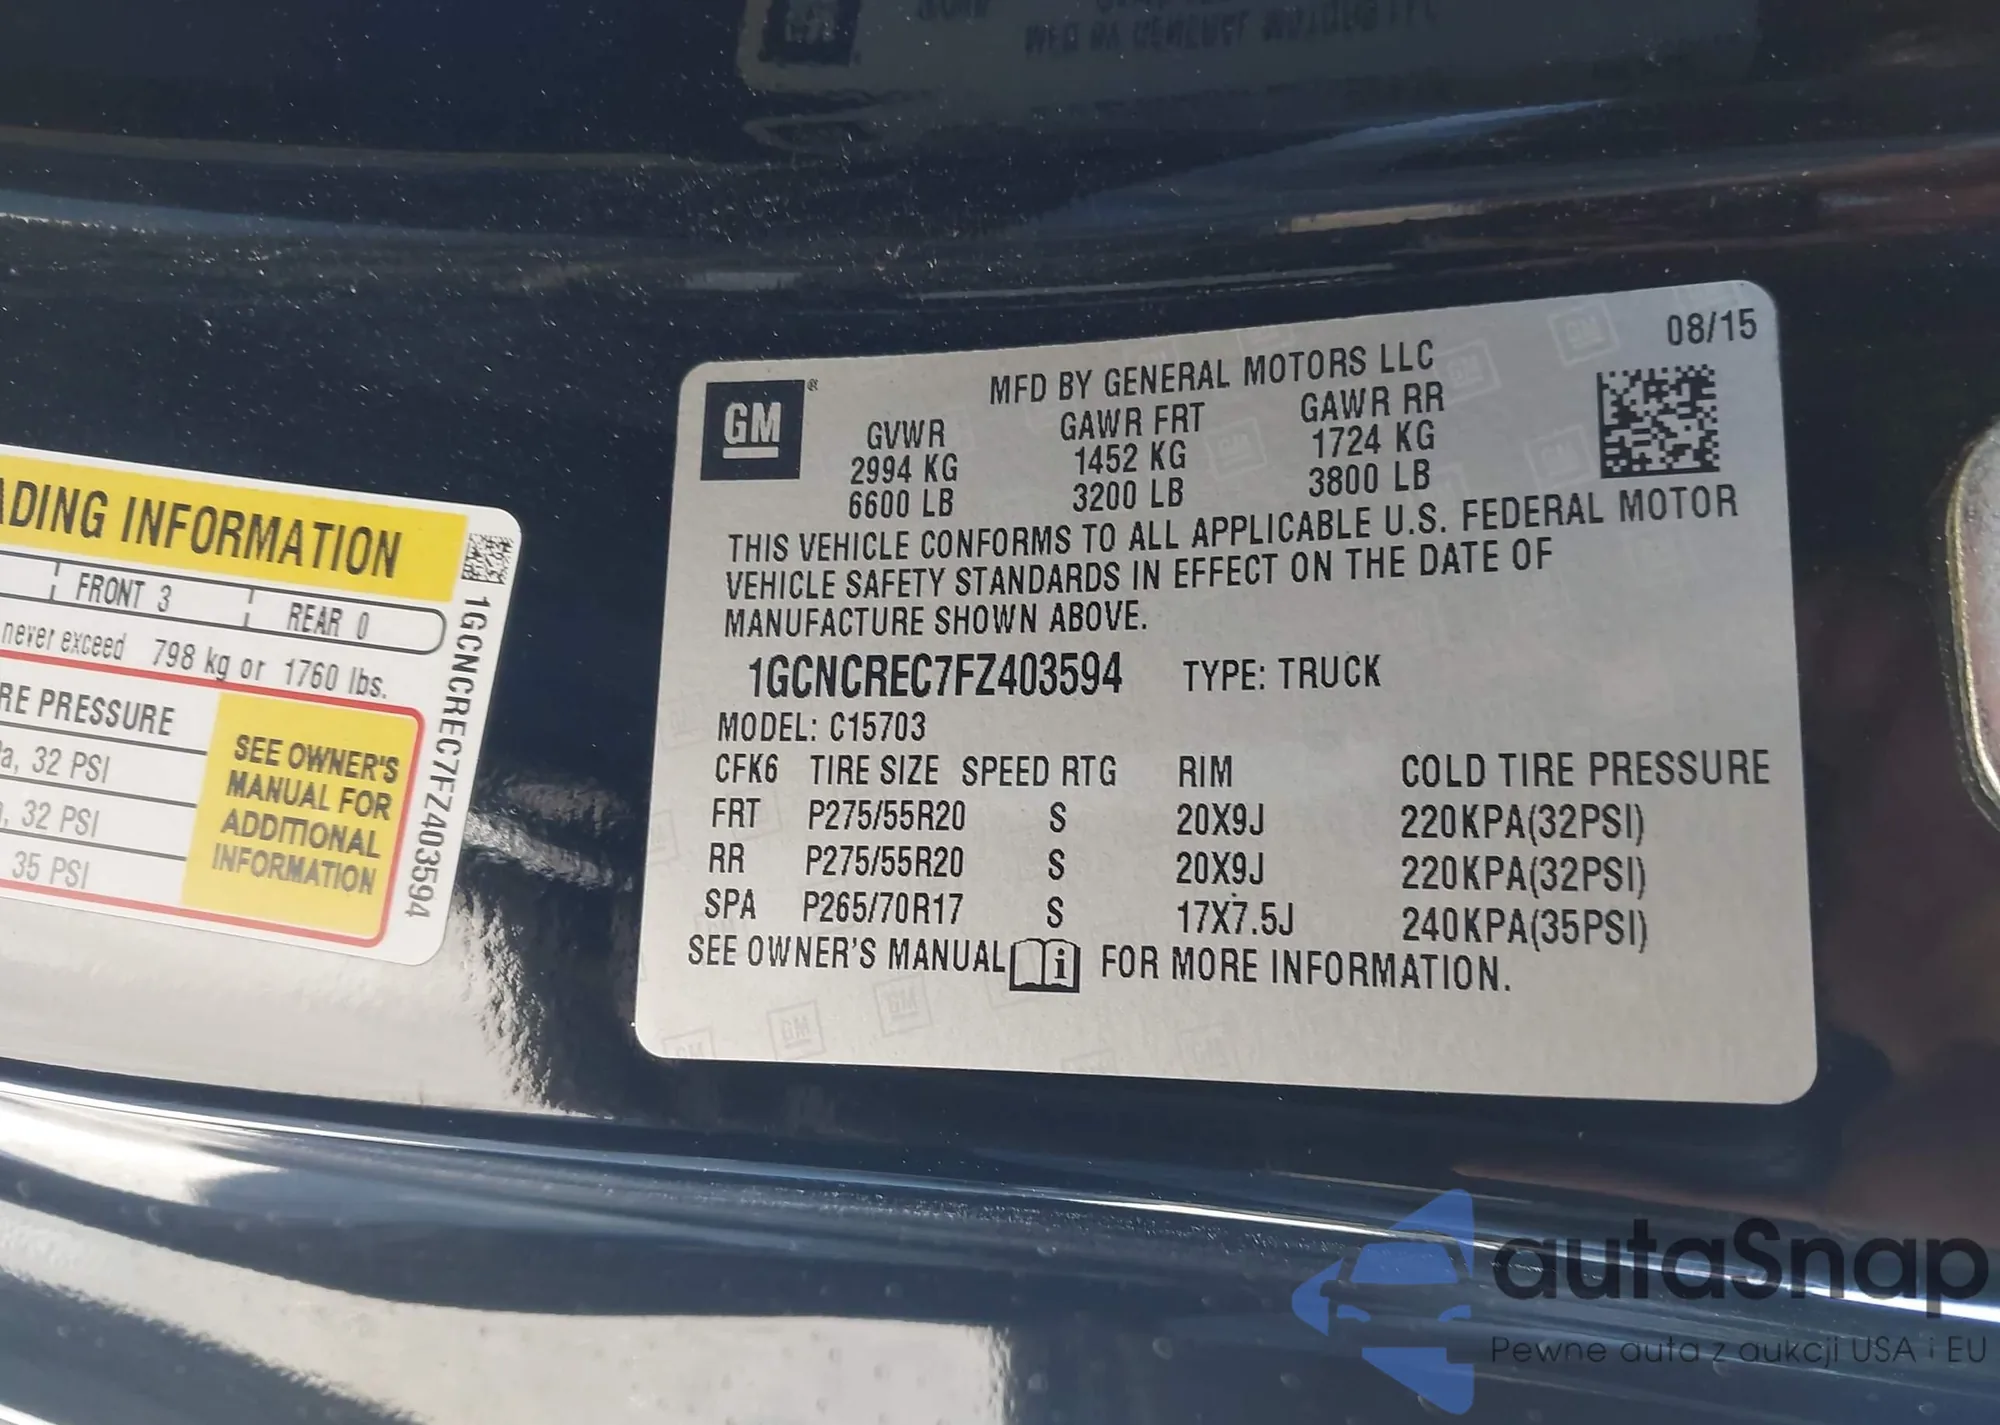 ADING INFORMATION
FRONT 3
REAR 0
never exceed 798 kg or 1760 lbs.
RE PRESSURE
a, 32 PSI
, 32 PSI
35 PSI
SEE OWNER'S
MANUAL FOR
ADDITIONAL
INFORMATION
1GCNCREC7FZ403594
08/15
GM
MFD BY GENERAL MOTORS LLC
GVWR GAWR FRT GAWR RR
2994 KG 1452 KG 1724 KG
6600 LB 3200 LB 3800 LB
THIS VEHICLE CONFORMS TO ALL APPLICABLE U.S. FEDERAL MOTOR
VEHICLE SAFETY STANDARDS IN EFFECT ON THE DATE OF
MANUFACTURE SHOWN ABOVE.
1GCNCREC7FZ403594 TYPE: TRUCK
MODEL: C15703
CFK6 TIRE SIZE SPEED RTG RIM COLD TIRE PRESSURE
FRT P275/55R20 S 20X9J 220KPA(32PSI)
RR P275/55R20 S 20X9J 220KPA(32PSI)
SPA P265/70R17 S 17X7.5J 240KPA(35PSI)
SEE OWNER'S MANUAL i FOR MORE INFORMATION.
autaSnap
Pewne auta z aukcji USA i EU